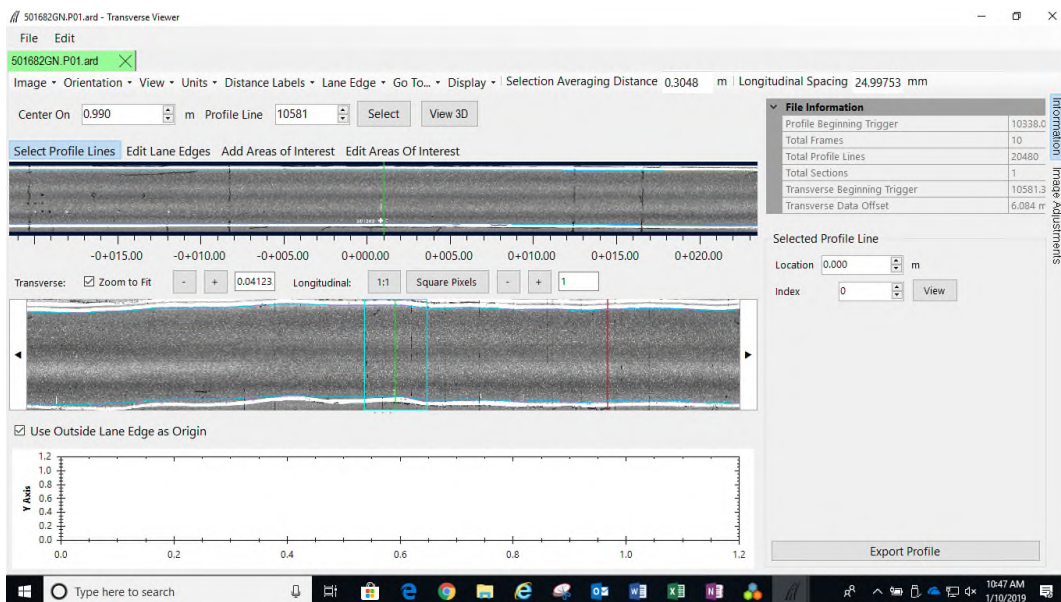 501682GN.P01.ard - Transverse Viewer
File Edit
501682GN.P01.ard
Image Orientation View Units Distance Labels Lane Edge Go To... Display Selection Averaging Distance 0.3048 m Longitudinal Spacing 24.99753 mm
Center On 0.990 m Profile Line 10581 Select View 3D
Select Profile Lines Edit Lane Edges Add Areas of Interest Edit Areas Of Interest
-0+015.00 -0+010.00 -0+005.00 0+000.00 0+005.00 0+010.00 0+015.00 0+020.00
Transverse: Zoom to Fit - + 0.04123 Longitudinal: 1:1 Square Pixels - + 1
Use Outside Lane Edge as Origin
1.2
1.0
0.8
0.6
0.4
0.2
0.0
Y Axis
0.0 0.2 0.4 0.6 0.8 1.0 1.2
File Information
Profile Beginning Trigger 10338.0
Total Frames 10
Total Profile Lines 20480
Total Sections 1
Transverse Beginning Trigger 10581.3
Transverse Data Offset 6.084 m
Selected Profile Line
Location 0.000 m
Index 0 View
Export Profile
Information
Image Adjustments
Type here to search
10:47 AM
1/10/2019